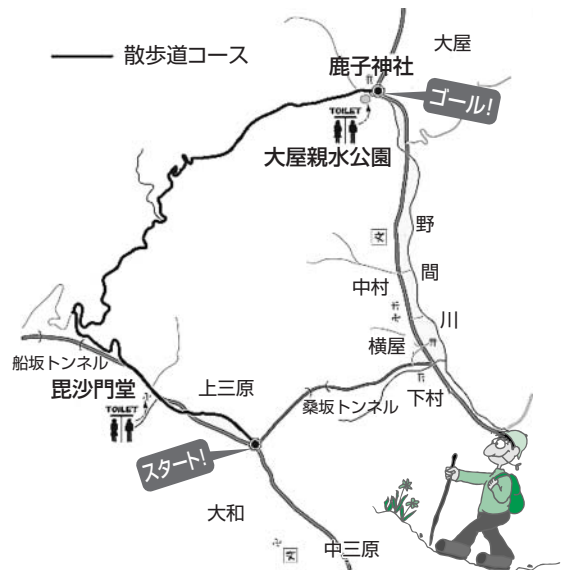 散歩道コース
大屋
鹿子神社
ゴール!
TOILET
大屋親水公園
文
野間川
中村
横屋
船坂トンネル
毘沙門堂
上三原
桑坂トンネル
下村
TOILET
スタート!
大和
中三原
文